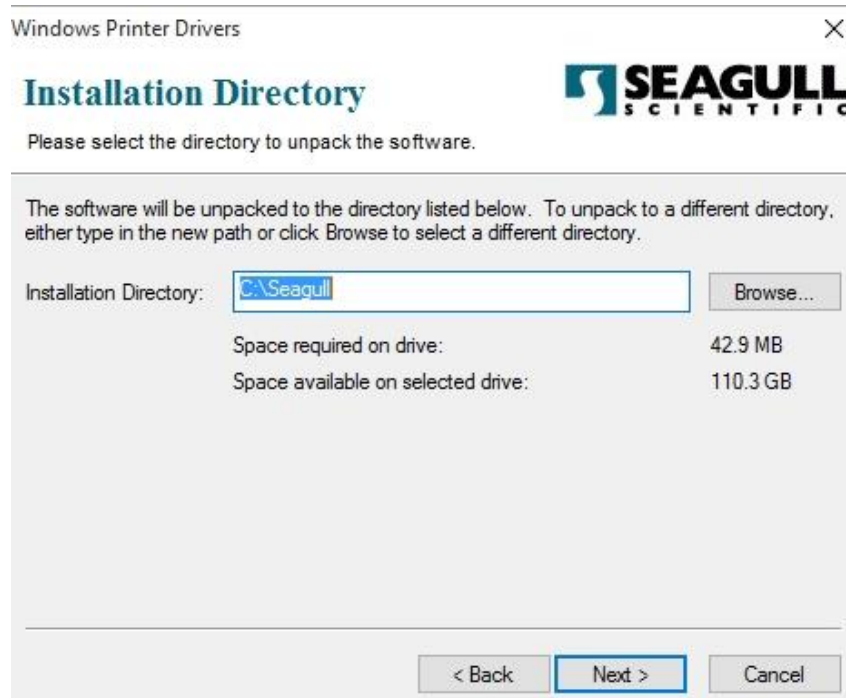 Windows Printer Drivers
Installation Directory
SEAGULL
SCIENTIFIC
Please select the directory to unpack the software.
The software will be unpacked to the directory listed below. To unpack to a different directory,
either type in the new path or click Browse to select a different directory.
Installation Directory: C:\Seagull Browse...
Space required on drive: 42.9 MB
Space available on selected drive: 110.3 GB
< Back Next > Cancel